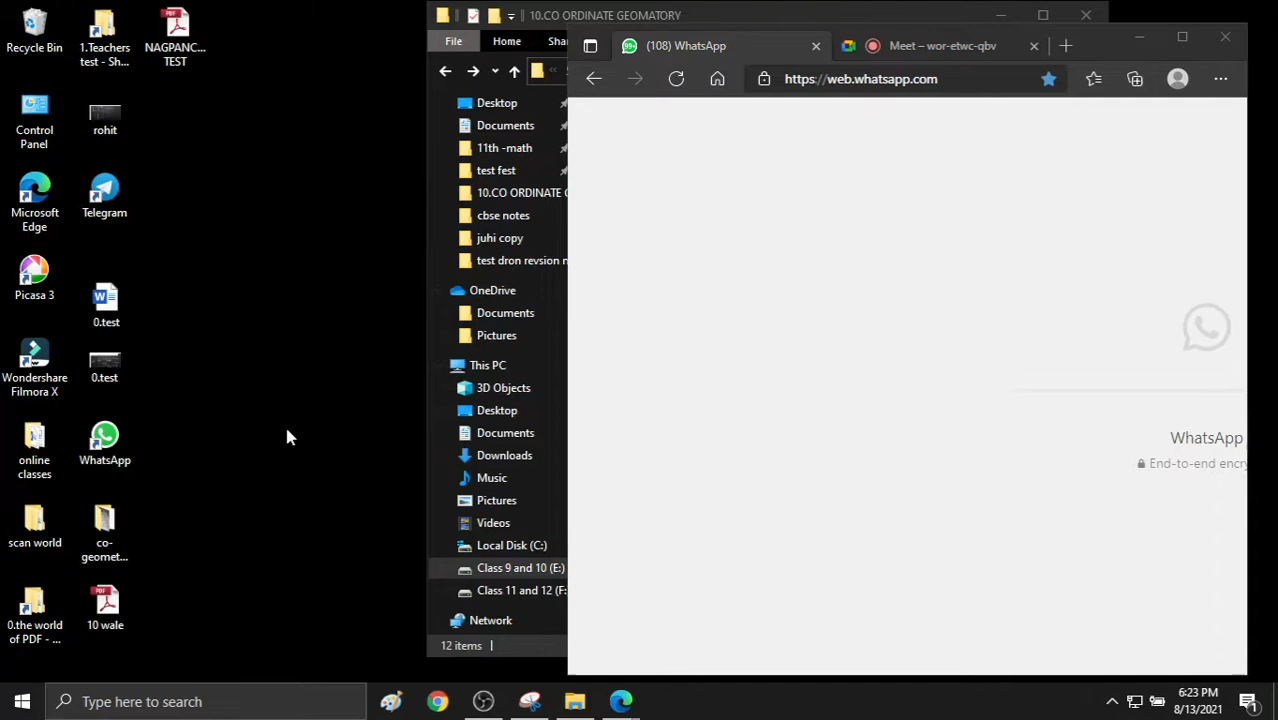 Recycle Bin
1.Teachers
test - Sh...
NAGPANC...
TEST
Control
Panel
rohit
Microsoft
Edge
Telegram
Picasa 3
0.test
Wondershare
Filmora X
0.test
online
classes
WhatsApp
scan world
co-
geomet...
0.the world
of PDF - ...
10 wale
10.CO ORDINATE GEOMATORY
File
Home
Sha
Desktop
Documents
11th -math
test fest
10.CO ORDINATE G
cbse notes
juhi copy
test dron revsion n
OneDrive
Documents
Pictures
This PC
3D Objects
Desktop
Documents
Downloads
Music
Pictures
Videos
Local Disk (C:)
Class 9 and 10 (E:)
Class 11 and 12 (F:
Network
12 items
99+
(108) WhatsApp
Meet – wor-etwc-qbv
https://web.whatsapp.com
WhatsApp
End-to-end encry
Type here to search
6:23 PM
8/13/2021
1